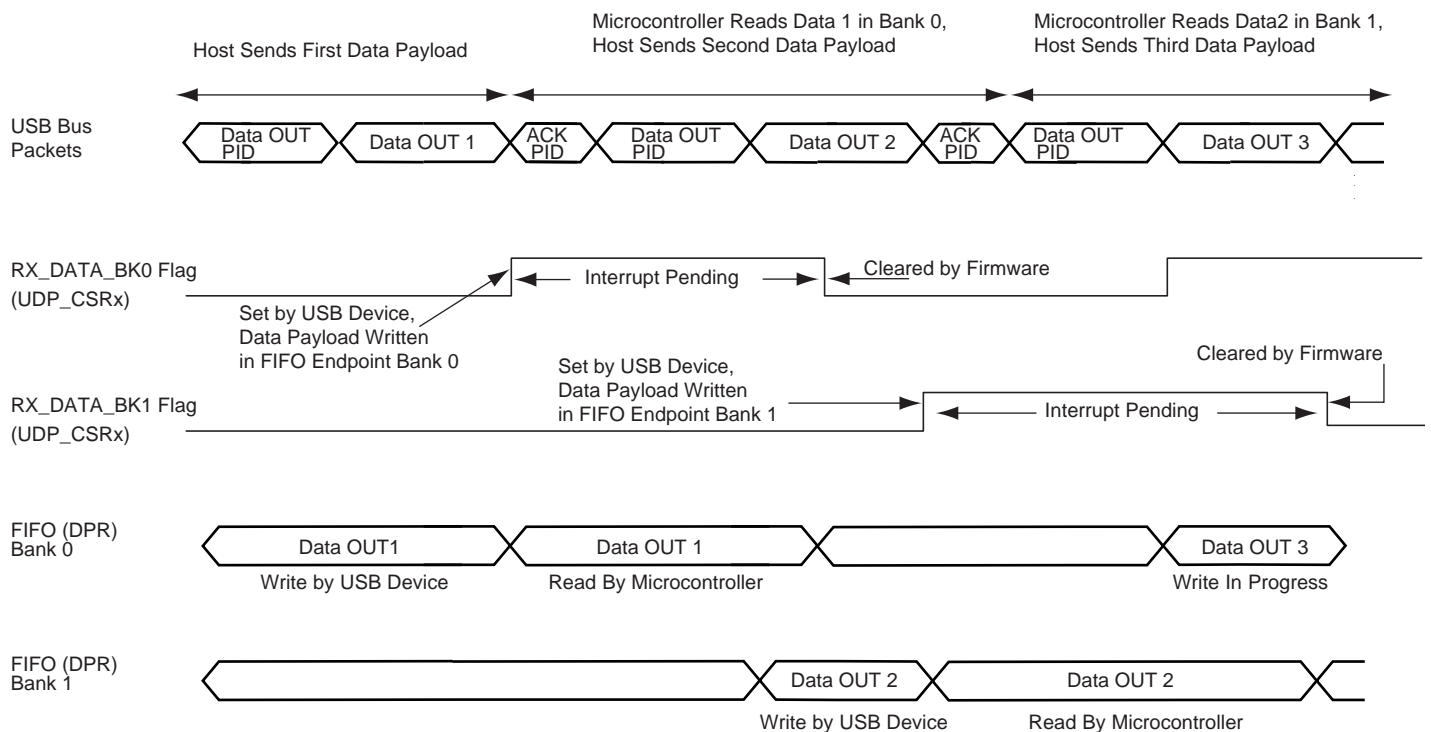 Microcontroller Reads Data 1 in Bank 0,
Host Sends Second Data Payload
Microcontroller Reads Data2 in Bank 1,
Host Sends Third Data Payload
Host Sends First Data Payload
USB Bus
Packets
Data OUT
PID
Data OUT 1
ACK
PID
Data OUT
PID
Data OUT 2
ACK
PID
Data OUT
PID
Data OUT 3
RX_DATA_BK0 Flag
(UDP_CSRx)
Interrupt Pending
Cleared by Firmware
Set by USB Device,
Data Payload Written
in FIFO Endpoint Bank 0
RX_DATA_BK1 Flag
(UDP_CSRx)
Set by USB Device,
Data Payload Written
in FIFO Endpoint Bank 1
Interrupt Pending
Cleared by Firmware
FIFO (DPR)
Bank 0
Data OUT1
Data OUT 1
Data OUT 3
Write by USB Device
Read By Microcontroller
Write In Progress
FIFO (DPR)
Bank 1
Data OUT 2
Data OUT 2
Write by USB Device
Read By Microcontroller